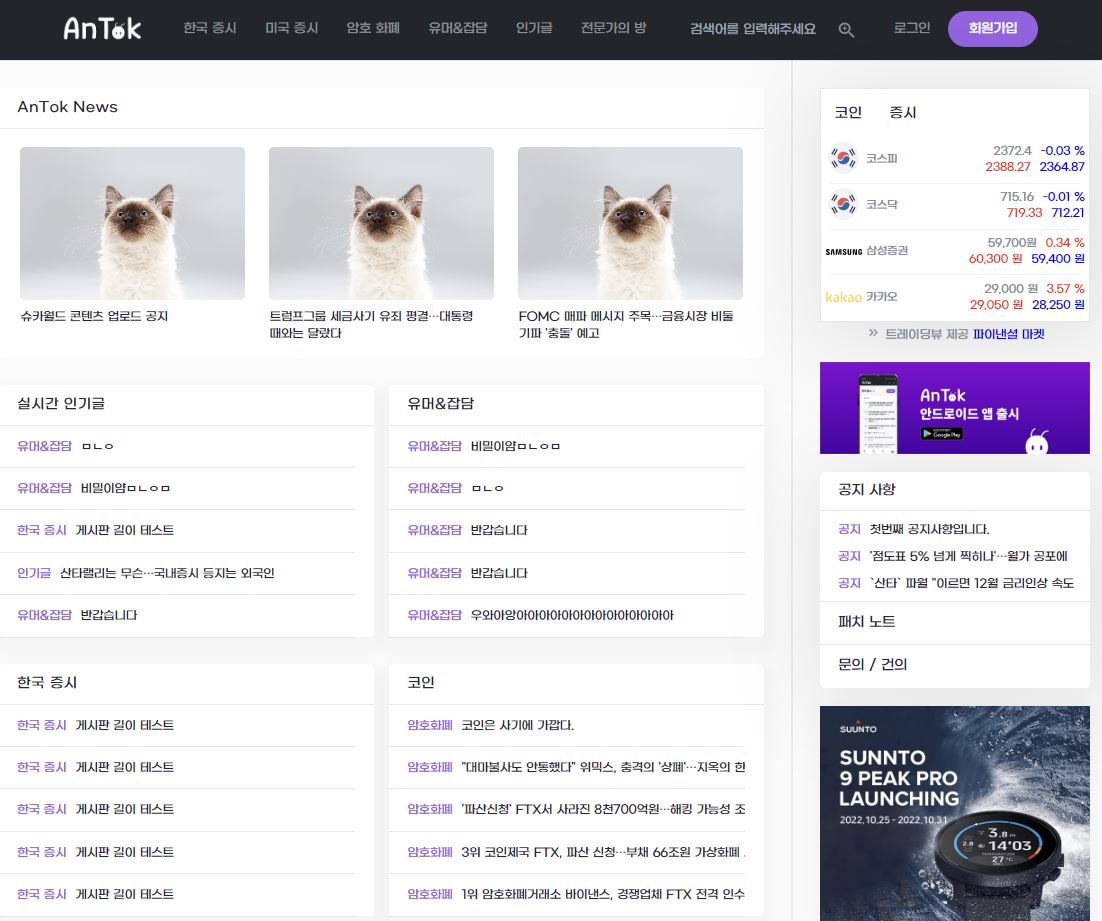 AnTok 한국 증시 미국 증시 암호 화폐 유머&잡담 인기글 전문가의 방 검색어를 입력해주세요 로그인 회원가입
AnTok News
슈카월드 콘텐츠 업로드 공지
트럼프그룹 세금사기 유죄 평결…대통령
때와는 달랐다
FOMC 매파 메시지 주목…금융시장 비둘
기파 '충돌' 예고
실시간 인기글
유머&잡담 ㅁㄴㅇ
유머&잡담 비밀이얌ㅁㄴㅇㅁ
한국 증시 게시판 길이 테스트
인기글 산타랠리는 무슨…국내증시 등지는 외국인
유머&잡담 반갑습니다
유머&잡담
유머&잡담 비밀이얌ㅁㄴㅇㅁ
유머&잡담 ㅁㄴㅇ
유머&잡담 반갑습니다
유머&잡담 반갑습니다
유머&잡담
한국 증시
한국 증시 게시판 길이 테스트
한국 증시 게시판 길이 테스트
한국 증시 게시판 길이 테스트
한국 증시 게시판 길이 테스트
한국 증시 게시판 길이 테스트
코인
암호화폐 코인은 사기에 가깝다.
암호화폐 "대마불사도 안통했다" 위믹스, 충격의 '상폐'…지옥의 한
암호화폐 '파산신청' FTX서 사라진 8천700억원…해킹 가능성 조
암호화폐 3위 코인제국 FTX, 파산 신청…부채 66조원 가상화폐 .
암호화폐 1위 암호화폐거래소 바이낸스, 경쟁업체 FTX 전격 인수
코인 증시
코스피 2372.4 -0.03 %
2388.27 2364.87
코스닥 715.16 -0.01 %
719.33 712.21
SAMSUNG 삼성증권 59,700원 0.34 %
60,300 원 59,400 원
kakao 카카오 29,000 원 3.57 %
29,050 원 28,250 원
» 트레이딩뷰 제공 파이낸셜 마켓
AnTok
안드로이드 앱 출시
Google Play
공지 사항
공지 첫번째 공지사항입니다.
공지 '점도표 5% 넘게 찍히나'…월가 공포에
공지 `산타` 파월 "이르면 12월 금리인상 속도
패치 노트
문의 / 건의
SUUNTO
SUNNTO
9 PEAK PRO
LAUNCHING
2022.10.25 - 2022.10.31
3.8
2.8 14'03
27 °C